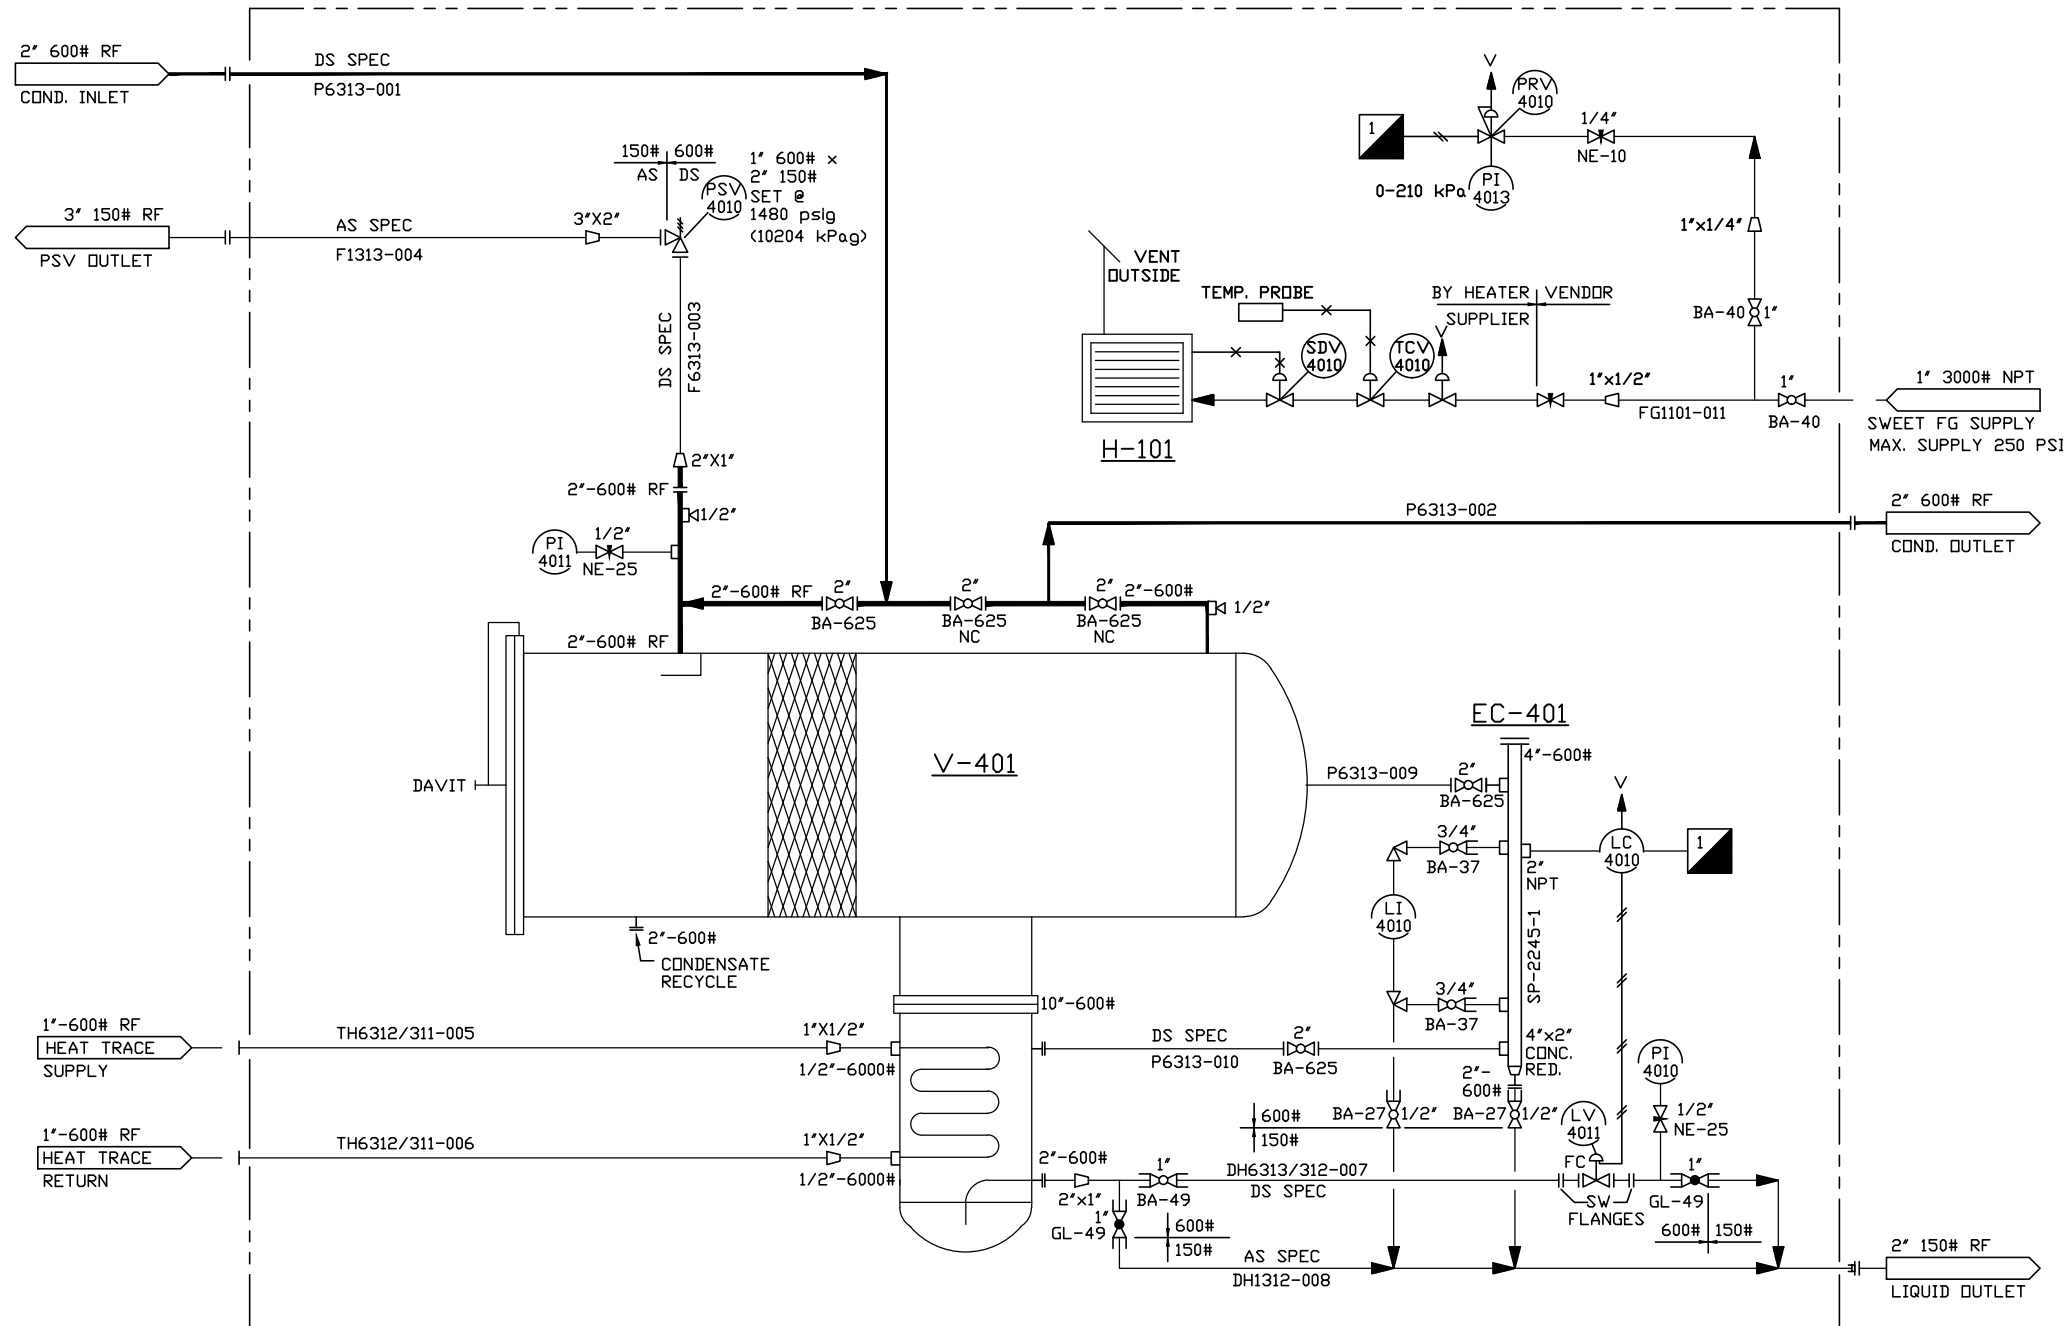 2" 600# RF
COND. INLET
DS SPEC
P6313-001
150#
600#
AS
DS
PSV
4010
1" 600# x
2" 150#
SET @
1480 psig
(10204 kPag)
3" 150# RF
PSV OUTLET
AS SPEC
F1313-004
3"X2"
DS SPEC
F6313-003
2"X1"
2"-600# RF
1/2"
PI
4011
1/2"
NE-25
2"-600# RF
2"
BA-625
2"
BA-625
NC
2"
BA-625
NC
2"-600#
1/2"
2"-600# RF
V
PRV
4010
1
1/4"
NE-10
0-210 kPa
PI
4013
1"x1/4"
BA-40
1"
VENT
OUTSIDE
TEMP. PROBE
BY HEATER
SUPPLIER
VENDOR
V
SDV
4010
TCV
4010
1"x1/2"
FG1101-011
1"
BA-40
1" 3000# NPT
SWEET FG SUPPLY
MAX. SUPPLY 250 PSI
H-101
P6313-002
2" 600# RF
COND. OUTLET
DAVIT
V-401
EC-401
4"-600#
P6313-009
2"
BA-625
3/4"
BA-37
2"
NPT
V
LC
4010
1
LI
4010
SP-2245-1
3/4"
BA-37
2"-600#
CONDENSATE
RECYCLE
10"-600#
1"-600# RF
HEAT TRACE
SUPPLY
TH6312/311-005
1"X1/2"
1/2"-6000#
DS SPEC
P6313-010
2"
BA-625
4"x2"
CONC.
RED.
2"-
600#
PI
4010
1/2"
NE-25
BA-27
1/2"
BA-27
1/2"
600#
150#
LV
4011
FC
1"-600# RF
HEAT TRACE
RETURN
TH6312/311-006
1"X1/2"
1/2"-6000#
2"-600#
2"x1"
1"
BA-49
DH6313/312-007
DS SPEC
SW
FLANGES
1"
GL-49
600#
150#
1"
GL-49
600#
150#
AS SPEC
DH1312-008
2" 150# RF
LIQUID OUTLET